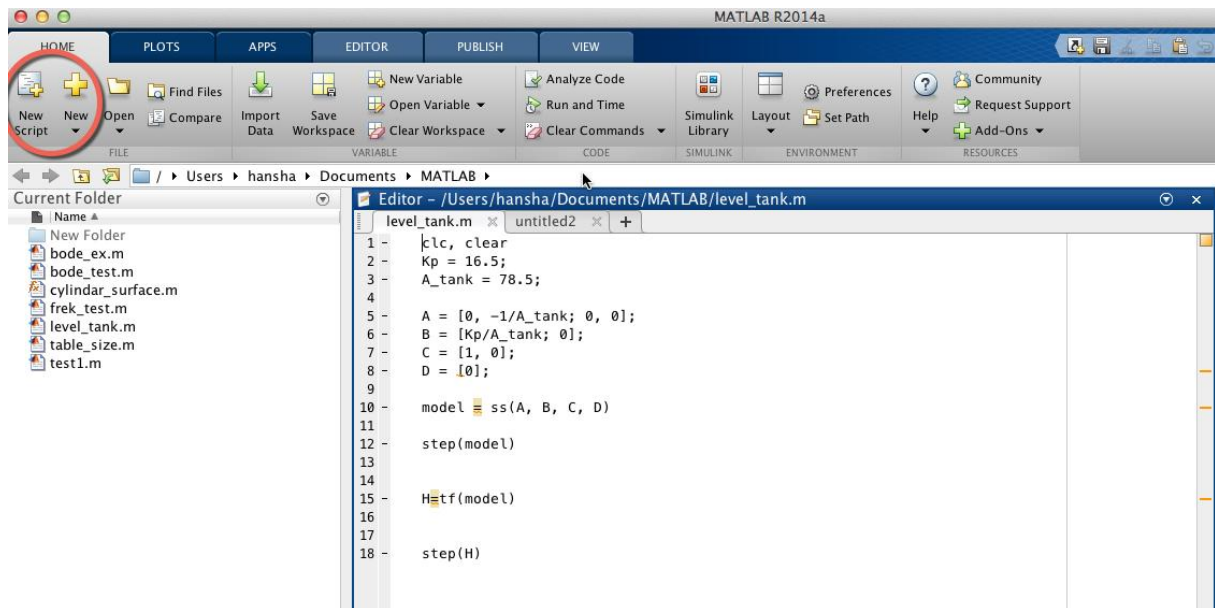 MATLAB R2014a
HOME PLOTS APPS EDITOR PUBLISH VIEW
New Script
New
Open
Find Files
Compare
Import Data
Save Workspace
New Variable
Open Variable
Clear Workspace
Analyze Code
Run and Time
Clear Commands
Simulink Library
Layout
Preferences
Set Path
? Help
Community
Request Support
Add-Ons
FILE VARIABLE CODE SIMULINK ENVIRONMENT RESOURCES
/ Users hansha Documents MATLAB
Current Folder
Name
New Folder
bode_ex.m
bode_test.m
cylindar_surface.m
frek_test.m
level_tank.m
table_size.m
test1.m
Editor – /Users/hansha/Documents/MATLAB/level_tank.m
level_tank.m × untitled2 × +
1 - clc, clear
2 - Kp = 16.5;
3 - A_tank = 78.5;
4
5 - A = [0, -1/A_tank; 0, 0];
6 - B = [Kp/A_tank; 0];
7 - C = [1, 0];
8 - D = [0];
9
10 - model = ss(A, B, C, D)
11
12 - step(model)
13
14
15 - H=tf(model)
16
17
18 - step(H)